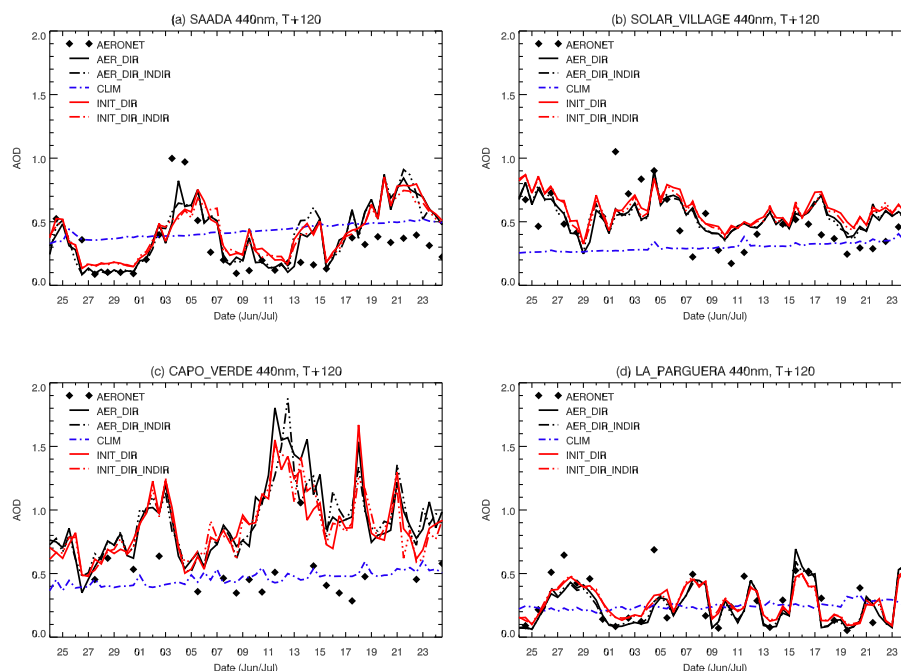 (a) SAADA 440nm, T+120
2.0
1.5
1.0
0.5
0.0
AOD
AERONET
AER_DIR
AER_DIR_INDIR
CLIM
INIT_DIR
INIT_DIR_INDIR
25 27 29 01 03 05 07 09 11 13 15 17 19 21 23
Date (Jun/Jul)
(b) SOLAR_VILLAGE 440nm, T+120
2.0
1.5
1.0
0.5
0.0
AOD
AERONET
AER_DIR
AER_DIR_INDIR
CLIM
INIT_DIR
INIT_DIR_INDIR
25 27 29 01 03 05 07 09 11 13 15 17 19 21 23
Date (Jun/Jul)
(c) CAPO_VERDE 440nm, T+120
2.0
1.5
1.0
0.5
0.0
AOD
AERONET
AER_DIR
AER_DIR_INDIR
CLIM
INIT_DIR
INIT_DIR_INDIR
25 27 29 01 03 05 07 09 11 13 15 17 19 21 23
Date (Jun/Jul)
(d) LA_PARGUERA 440nm, T+120
2.0
1.5
1.0
0.5
0.0
AOD
AERONET
AER_DIR
AER_DIR_INDIR
CLIM
INIT_DIR
INIT_DIR_INDIR
25 27 29 01 03 05 07 09 11 13 15 17 19 21 23
Date (Jun/Jul)